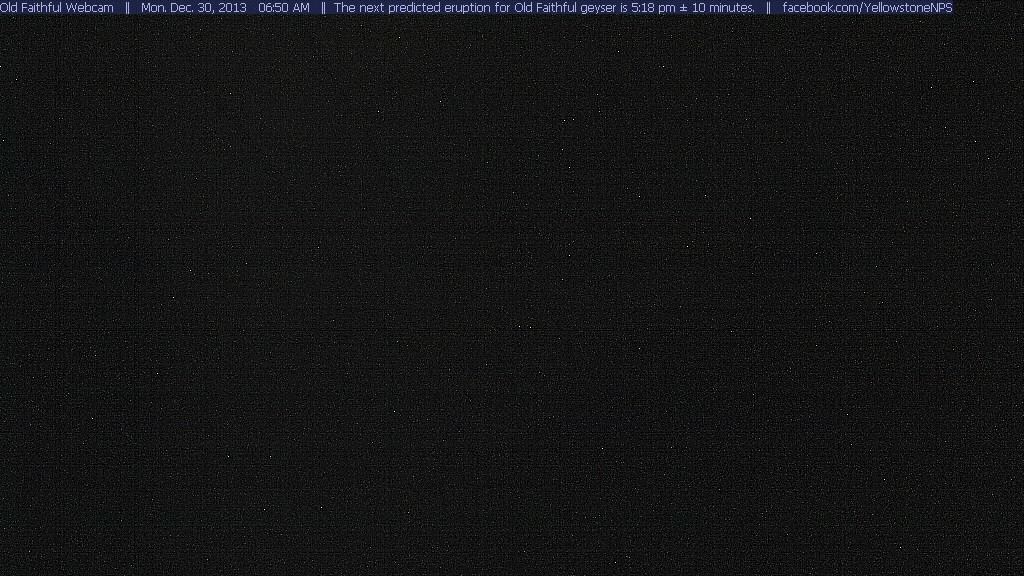 Old Faithful Webcam || Mon. Dec. 30, 2013 06:50 AM || The next predicted eruption for Old Faithful geyser is 5:18 pm ± 10 minutes. || facebook.com/YellowstoneNPS